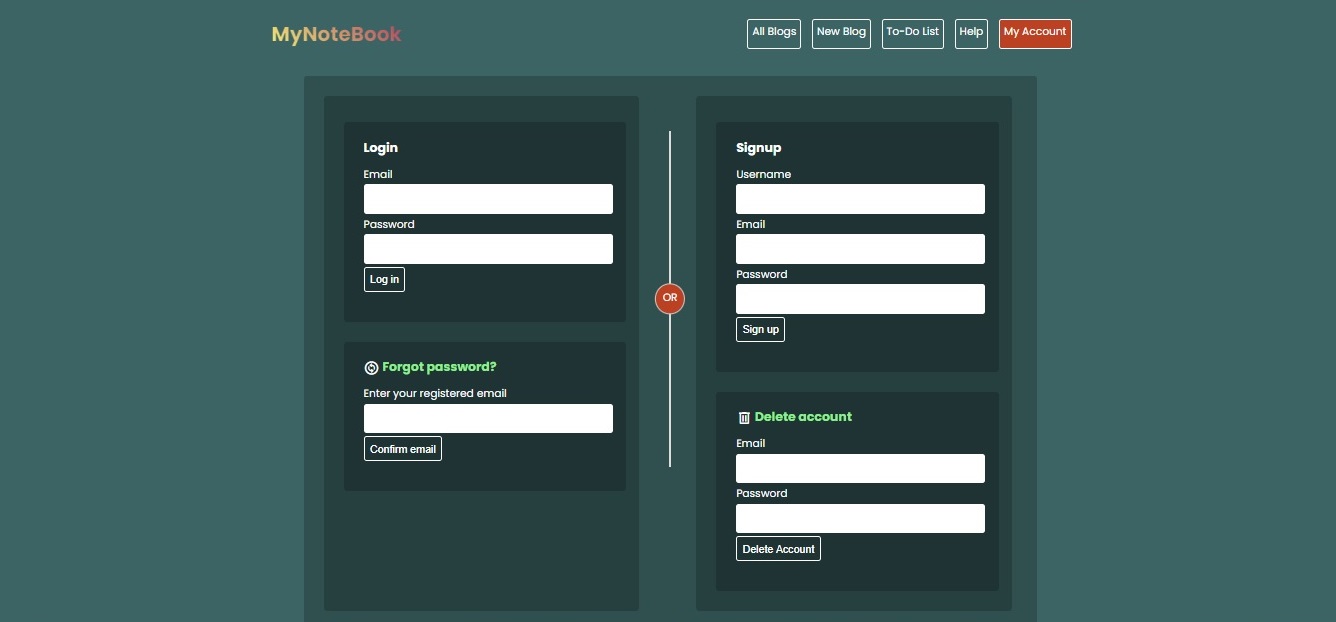 MyNoteBook
All Blogs
New Blog
To-Do List
Help
My Account
Login
Email
Password
Log in
Forgot password?
Enter your registered email
Confirm email
OR
Signup
Username
Email
Password
Sign up
Delete account
Email
Password
Delete Account